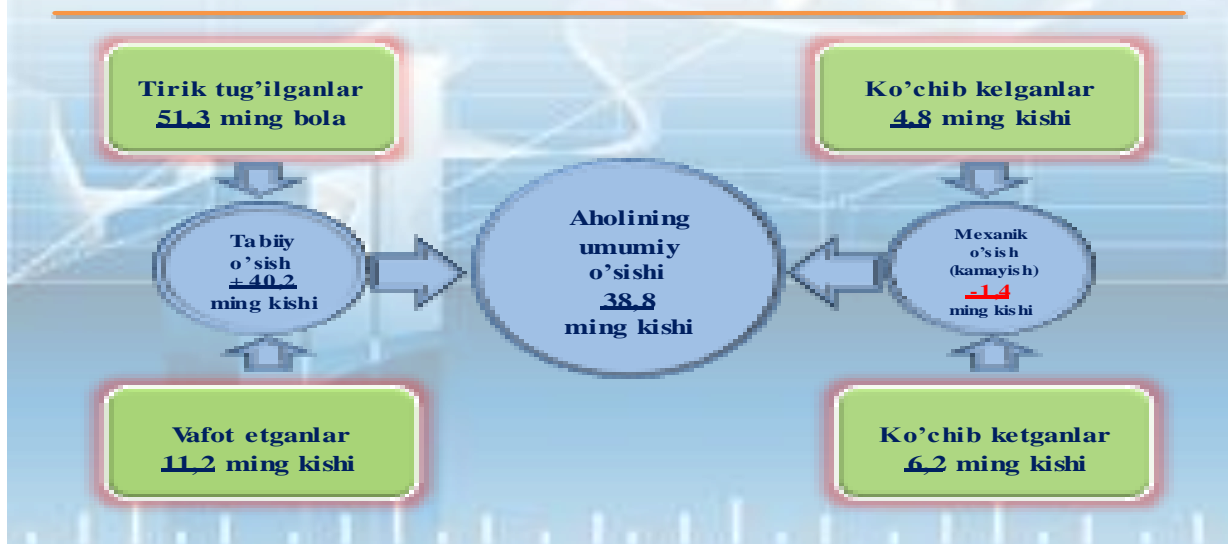 Tirik tug'ilganlar
51,3 ming bola
Ko'chib kelganlar
4,8 ming kishi
Tabiiy
o'sish
+ 40,2
ming kishi
Aholining
umumiy
o'sishi
38,8
ming kishi
Mexanik
o'sish
(kamayish)
-1,4
ming kishi
Vafot etganlar
11,2 ming kishi
Ko'chib ketganlar
6,2 ming kishi